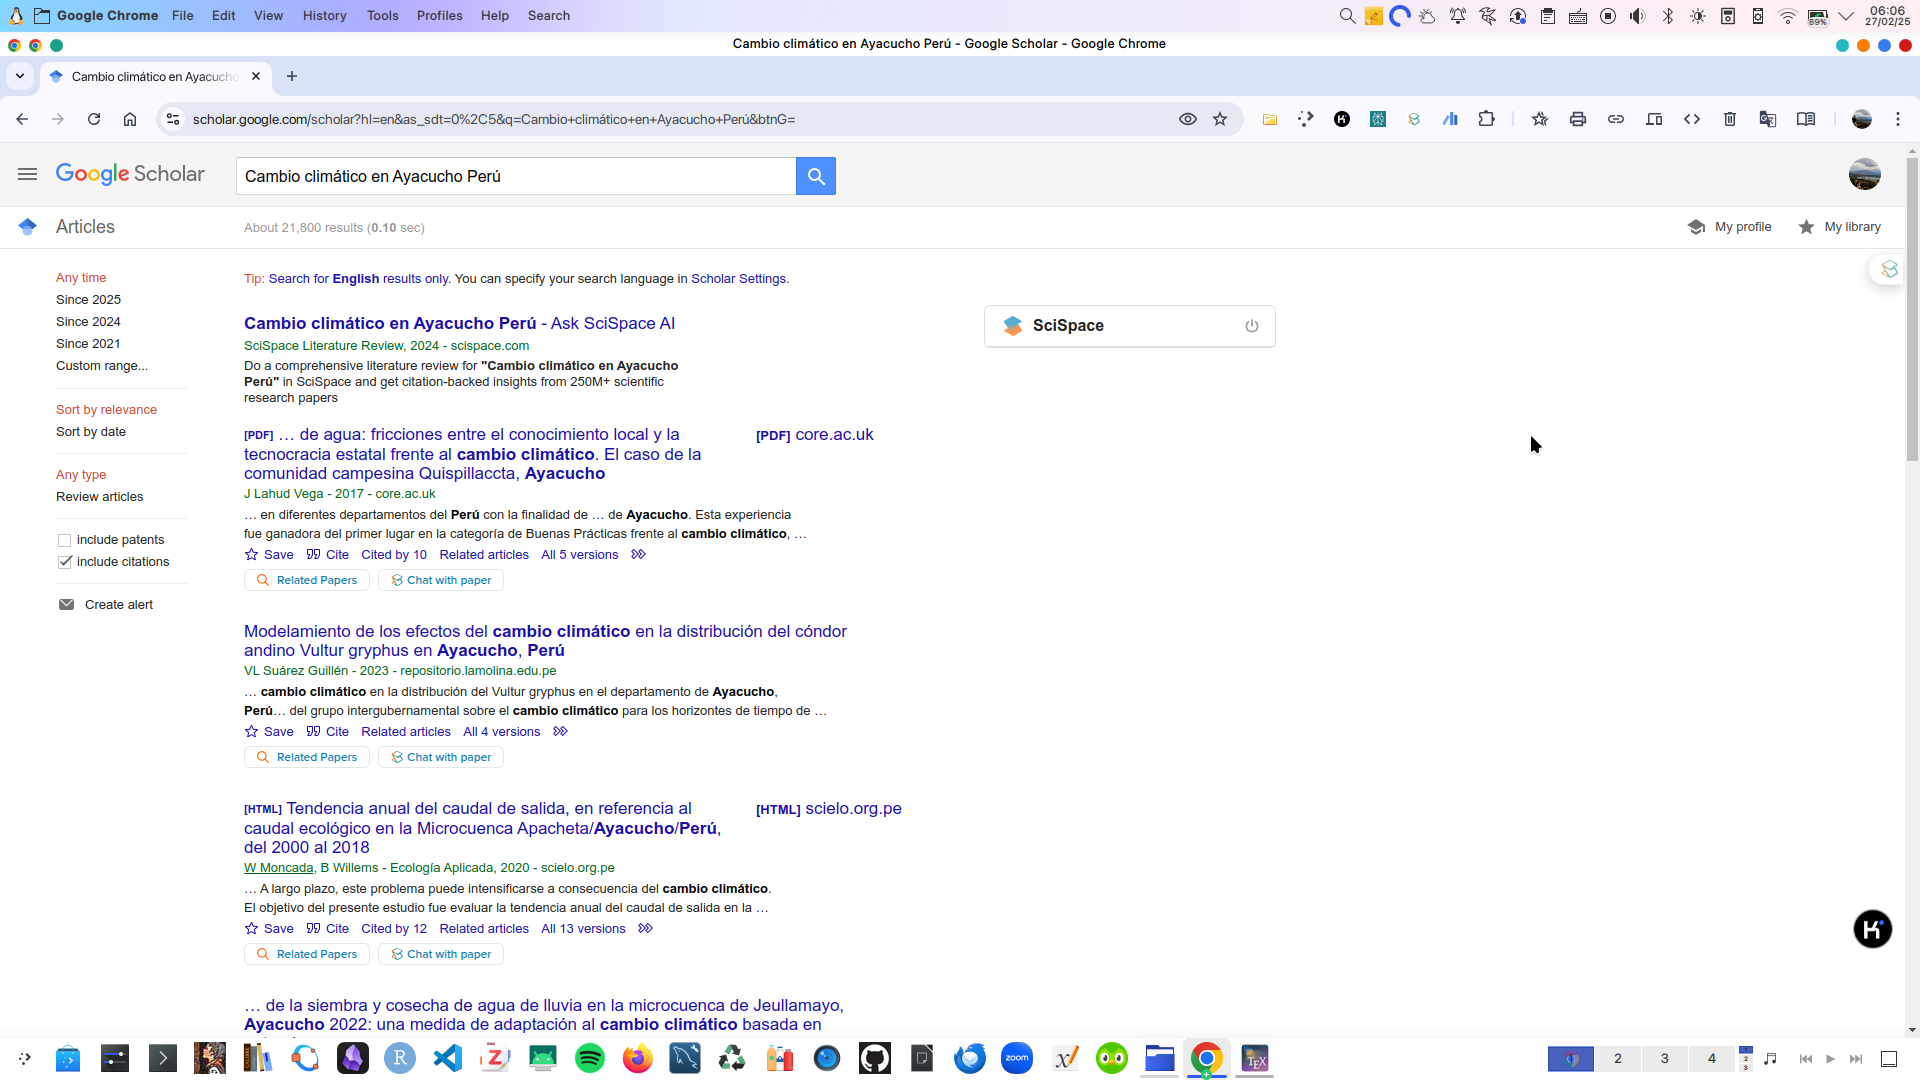 Google Chrome File Edit View History Tools Profiles Help Search
89%
06:06
27/02/25
Cambio climático en Ayacucho Perú - Google Scholar - Google Chrome
Cambio climático en Ayacucho
scholar.google.com/scholar?hl=en&as_sdt=0%2C5&q=Cambio+climático+en+Ayacucho+Perú&btnG=
Google Scholar
Cambio climático en Ayacucho Perú
Articles
About 21,800 results (0.10 sec)
My profile
My library
Any time
Since 2025
Since 2024
Since 2021
Custom range...
Sort by relevance
Sort by date
Any type
Review articles
include patents
include citations
Create alert
Tip: Search for English results only. You can specify your search language in Scholar Settings.
Cambio climático en Ayacucho Perú - Ask SciSpace AI
SciSpace Literature Review, 2024 - scispace.com
Do a comprehensive literature review for "Cambio climático en Ayacucho
Perú" in SciSpace and get citation-backed insights from 250M+ scientific
research papers
SciSpace
[PDF] … de agua: fricciones entre el conocimiento local y la
tecnocracia estatal frente al cambio climático. El caso de la
comunidad campesina Quispillaccta, Ayacucho
[PDF] core.ac.uk
J Lahud Vega - 2017 - core.ac.uk
… en diferentes departamentos del Perú con la finalidad de … de Ayacucho. Esta experiencia
fue ganadora del primer lugar en la categoría de Buenas Prácticas frente al cambio climático, …
Save Cite Cited by 10 Related articles All 5 versions
Related Papers Chat with paper
Modelamiento de los efectos del cambio climático en la distribución del cóndor
andino Vultur gryphus en Ayacucho, Perú
VL Suárez Guillén - 2023 - repositorio.lamolina.edu.pe
… cambio climático en la distribución del Vultur gryphus en el departamento de Ayacucho,
Perú… del grupo intergubernamental sobre el cambio climático para los horizontes de tiempo de …
Save Cite Related articles All 4 versions
Related Papers Chat with paper
[HTML] Tendencia anual del caudal de salida, en referencia al
caudal ecológico en la Microcuenca Apacheta/Ayacucho/Perú,
del 2000 al 2018
[HTML] scielo.org.pe
W Moncada, B Willems - Ecología Aplicada, 2020 - scielo.org.pe
… A largo plazo, este problema puede intensificarse a consecuencia del cambio climático.
El objetivo del presente estudio fue evaluar la tendencia anual del caudal de salida en la …
Save Cite Cited by 12 Related articles All 13 versions
Related Papers Chat with paper
… de la siembra y cosecha de agua de lluvia en la microcuenca de Jeullamayo,
Ayacucho 2022: una medida de adaptación al cambio climático basada en
R
Z
zoom
TEX
2 3 4
1
2
3